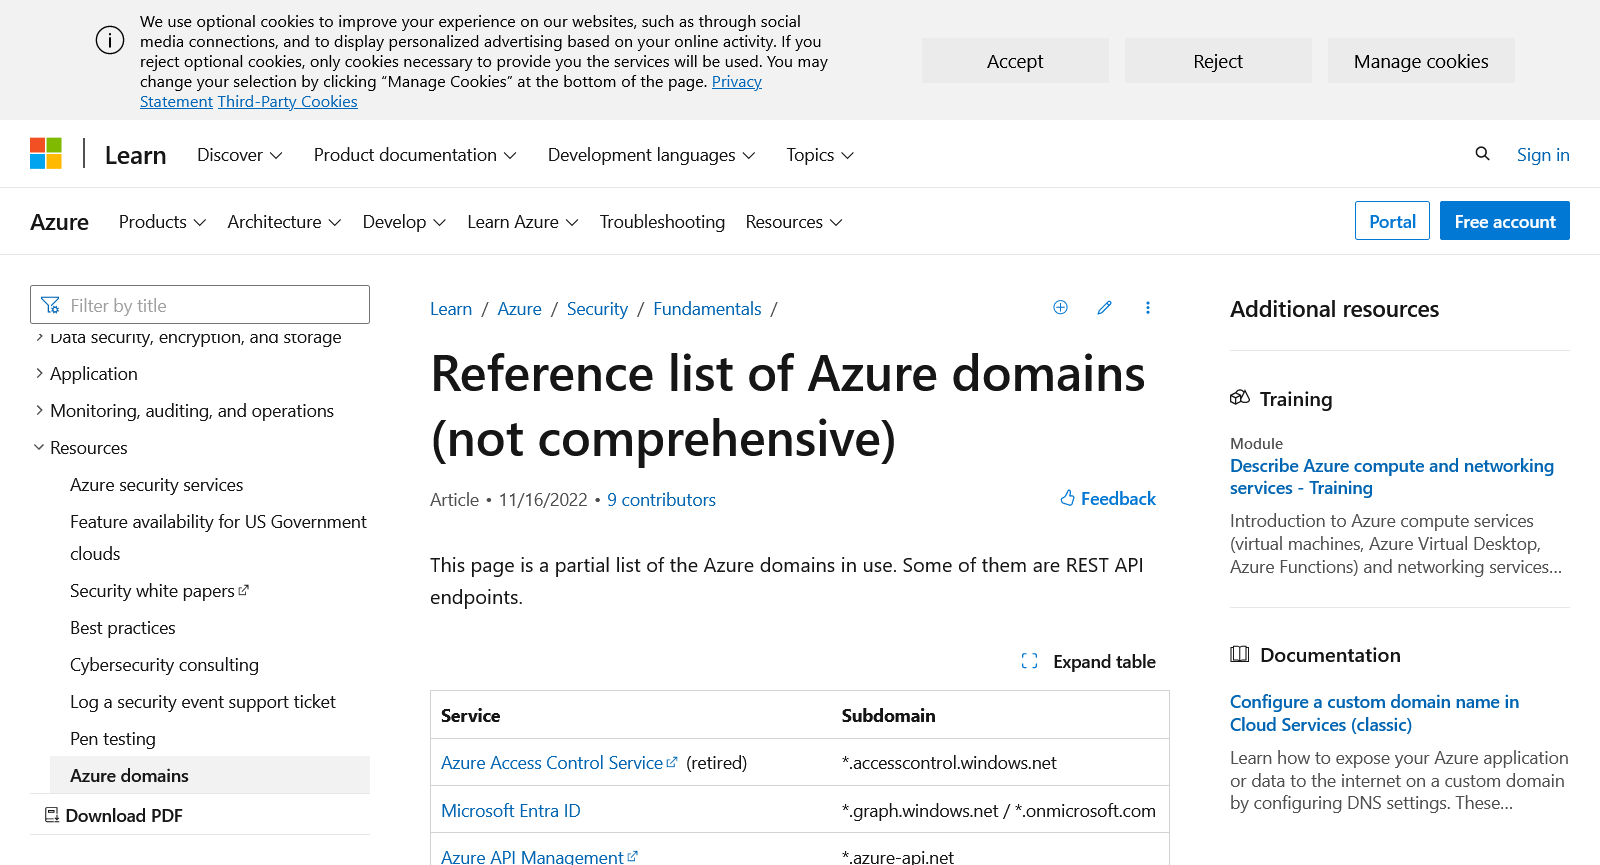 We use optional cookies to improve your experience on our websites, such as through social
media connections, and to display personalized advertising based on your online activity. If you
reject optional cookies, only cookies necessary to provide you the services will be used. You may
change your selection by clicking “Manage Cookies” at the bottom of the page. Privacy
Statement Third-Party Cookies
Accept
Reject
Manage cookies
Learn
Discover
Product documentation
Development languages
Topics
Sign in
Azure
Products
Architecture
Develop
Learn Azure
Troubleshooting
Resources
Portal
Free account
Filter by title
Data security, encryption, and storage
Application
Monitoring, auditing, and operations
Resources
Azure security services
Feature availability for US Government
clouds
Security white papers
Best practices
Cybersecurity consulting
Log a security event support ticket
Pen testing
Azure domains
Download PDF
Learn / Azure / Security / Fundamentals /
Reference list of Azure domains
(not comprehensive)
Article • 11/16/2022 • 9 contributors
Feedback
This page is a partial list of the Azure domains in use. Some of them are REST API
endpoints.
Expand table
Service Subdomain
Azure Access Control Service (retired) *.accesscontrol.windows.net
Microsoft Entra ID *.graph.windows.net / *.onmicrosoft.com
Azure API Management *.azure-api.net
Additional resources
Training
Module
Describe Azure compute and networking
services - Training
Introduction to Azure compute services
(virtual machines, Azure Virtual Desktop,
Azure Functions) and networking services...
Documentation
Configure a custom domain name in
Cloud Services (classic)
Learn how to expose your Azure application
or data to the internet on a custom domain
by configuring DNS settings. These...